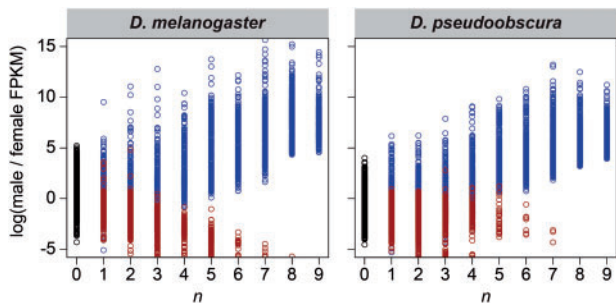 D. melanogaster
D. pseudoobscura
log(male / female FPKM)
15
10
5
0
-5
0 1 2 3 4 5 6 7 8 9
0 1 2 3 4 5 6 7 8 9
n
n